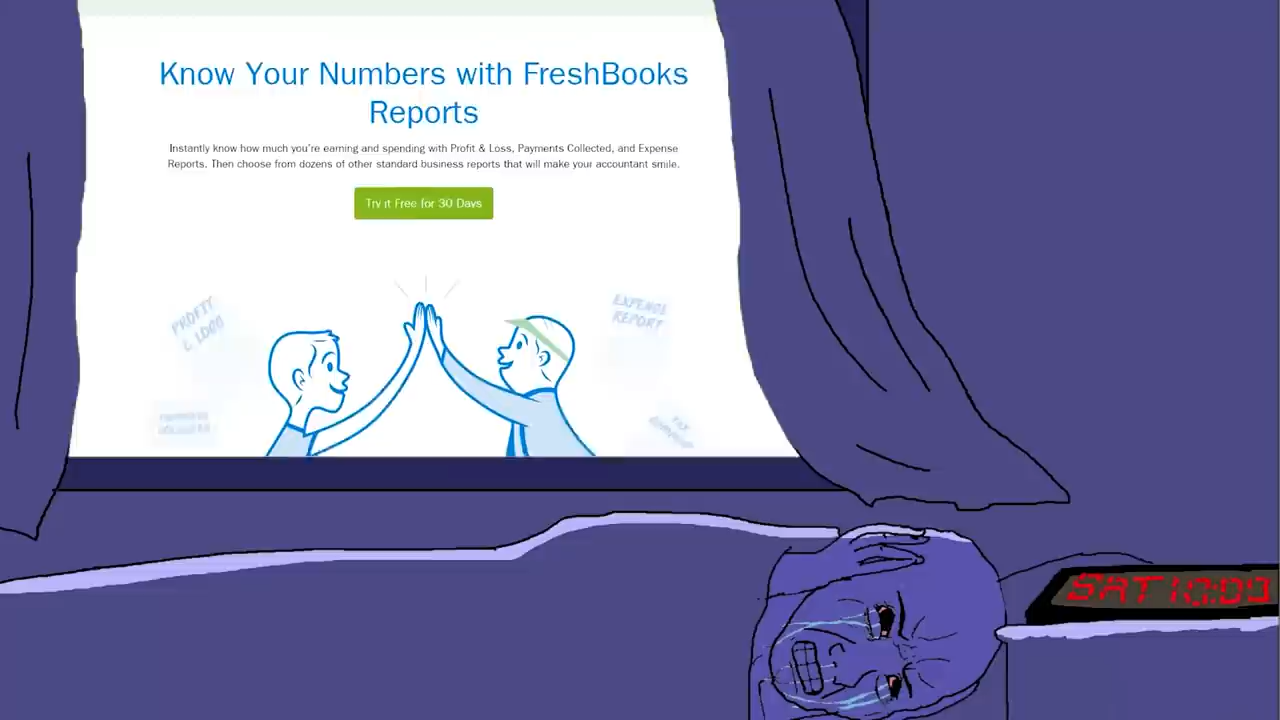 Know Your Numbers with FreshBooks
Reports
Instantly know how much you're earning and spending with Profit & Loss, Payments Collected, and Expense
Reports. Then choose from dozens of other standard business reports that will make your accountant smile.
Try it Free for 30 Days
PROFIT
& LOSS
EXPENSE
REPORT
SAT 10:00